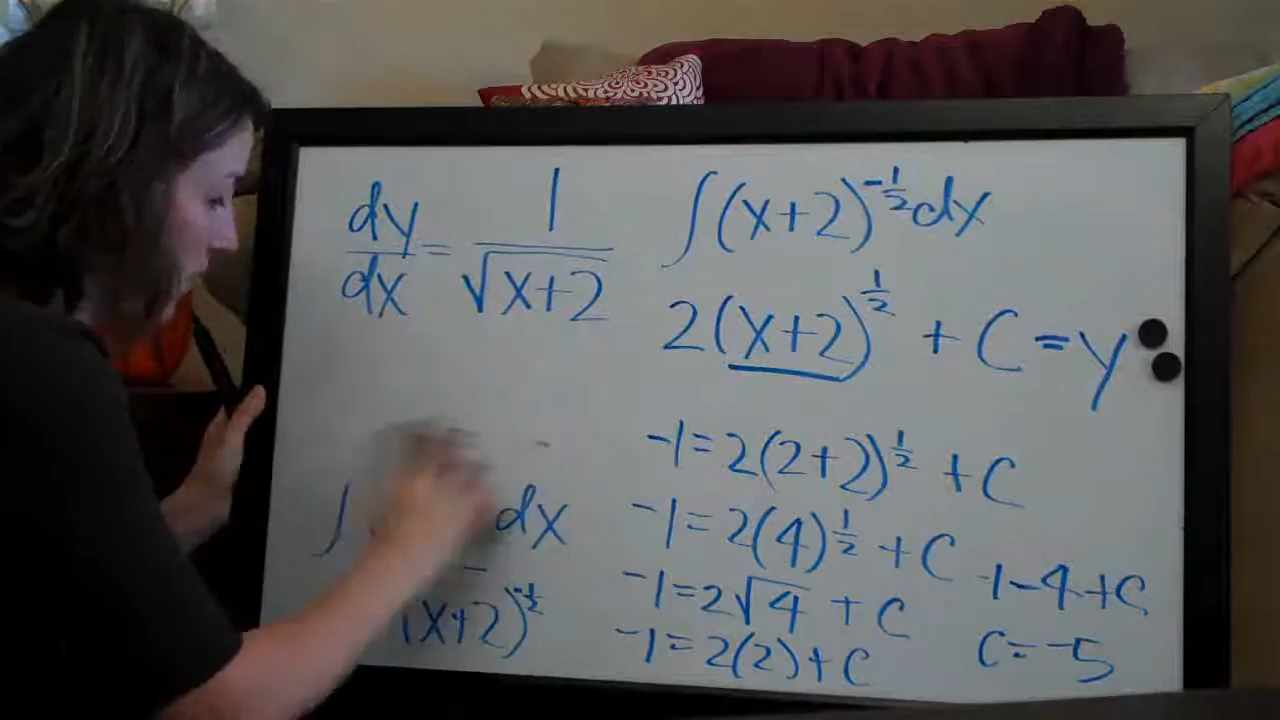 dy/dx = 1/√x+2
∫(x+2)^-1/2 dx
2(x+2)^1/2 + C = y
-1=2(2+2)^1/2 + C
-1=2(4)^1/2 + C
-1=2√4 + C
-1=2(2)+C
-1-4+C
C=-5
∫ dx
(x+2)^-1/2